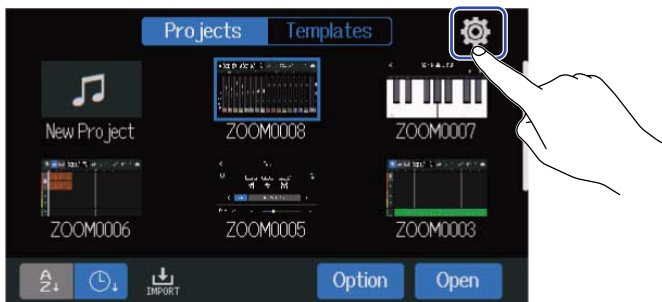 Projects Templates
New Project ZOOM0008 ZOOM0007
ZOOM0006 ZOOM0005 ZOOM0003
A
Z
IMPORT
Option Open